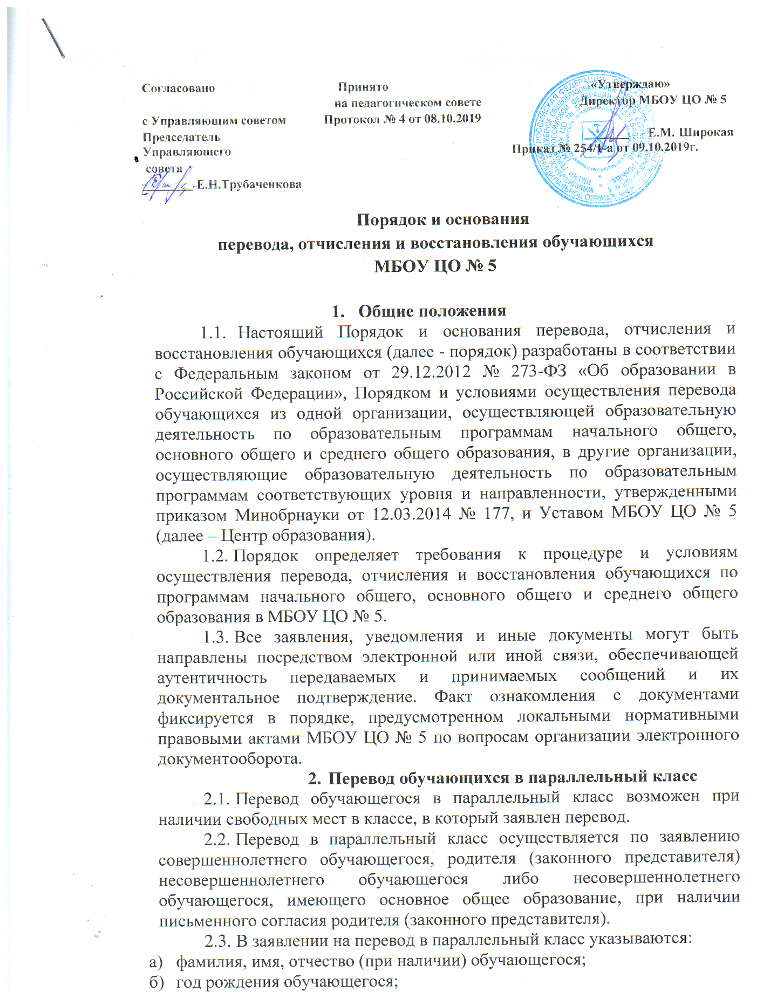 Согласовано
с Управляющим советом
Председатель
Управляющего
совета
Е.Н.Трубаченкова
Принято
на педагогическом совете
Протокол № 4 от 08.10.2019
«Утверждаю»
Директор МБОУ ЦО № 5
Е.М. Широкая
Приказ № 254/1-а от 09.10.2019г.
Порядок и основания
перевода, отчисления и восстановления обучающихся
МБОУ ЦО № 5
1. Общие положения
1.1. Настоящий Порядок и основания перевода, отчисления и
восстановления обучающихся (далее - порядок) разработаны в соответствии
с Федеральным законом от 29.12.2012 № 273-ФЗ «Об образовании в
Российской Федерации», Порядком и условиями осуществления перевода
обучающихся из одной организации, осуществляющей образовательную
деятельность по образовательным программам начального общего,
основного общего и среднего общего образования, в другие организации,
осуществляющие образовательную деятельность по образовательным
программам соответствующих уровня и направленности, утвержденными
приказом Минобрнауки от 12.03.2014 № 177, и Уставом МБОУ ЦО № 5
(далее – Центр образования).
1.2. Порядок определяет требования к процедуре и условиям
осуществления перевода, отчисления и восстановления обучающихся по
программам начального общего, основного общего и среднего общего
образования в МБОУ ЦО № 5.
1.3. Все заявления, уведомления и иные документы могут быть
направлены посредством электронной или иной связи, обеспечивающей
аутентичность передаваемых и принимаемых сообщений и их
документальное подтверждение. Факт ознакомления с документами
фиксируется в порядке, предусмотренном локальными нормативными
правовыми актами МБОУ ЦО № 5 по вопросам организации электронного
документооборота.
2. Перевод обучающихся в параллельный класс
2.1. Перевод обучающегося в параллельный класс возможен при
наличии свободных мест в классе, в который заявлен перевод.
2.2. Перевод в параллельный класс осуществляется по заявлению
совершеннолетнего обучающегося, родителя (законного представителя)
несовершеннолетнего обучающегося либо несовершеннолетнего
обучающегося, имеющего основное общее образование, при наличии
письменного согласия родителя (законного представителя).
2.3. В заявлении на перевод в параллельный класс указываются:
а) фамилия, имя, отчество (при наличии) обучающегося;
б) год рождения обучающегося;